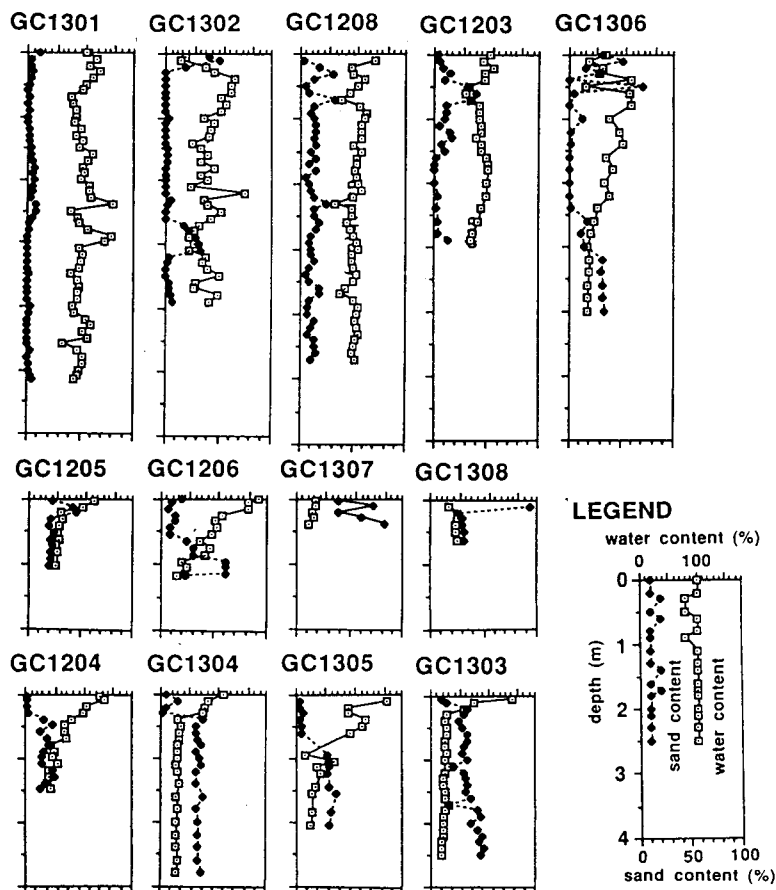 GC1301 GC1302 GC1208 GC1203 GC1306
GC1205 GC1206 GC1307 GC1308
LEGEND
water content (%)
0 100
0
1
2
3
4
depth (m)
sand content
water content
0 50 100
sand content (%)
GC1204 GC1304 GC1305 GC1303